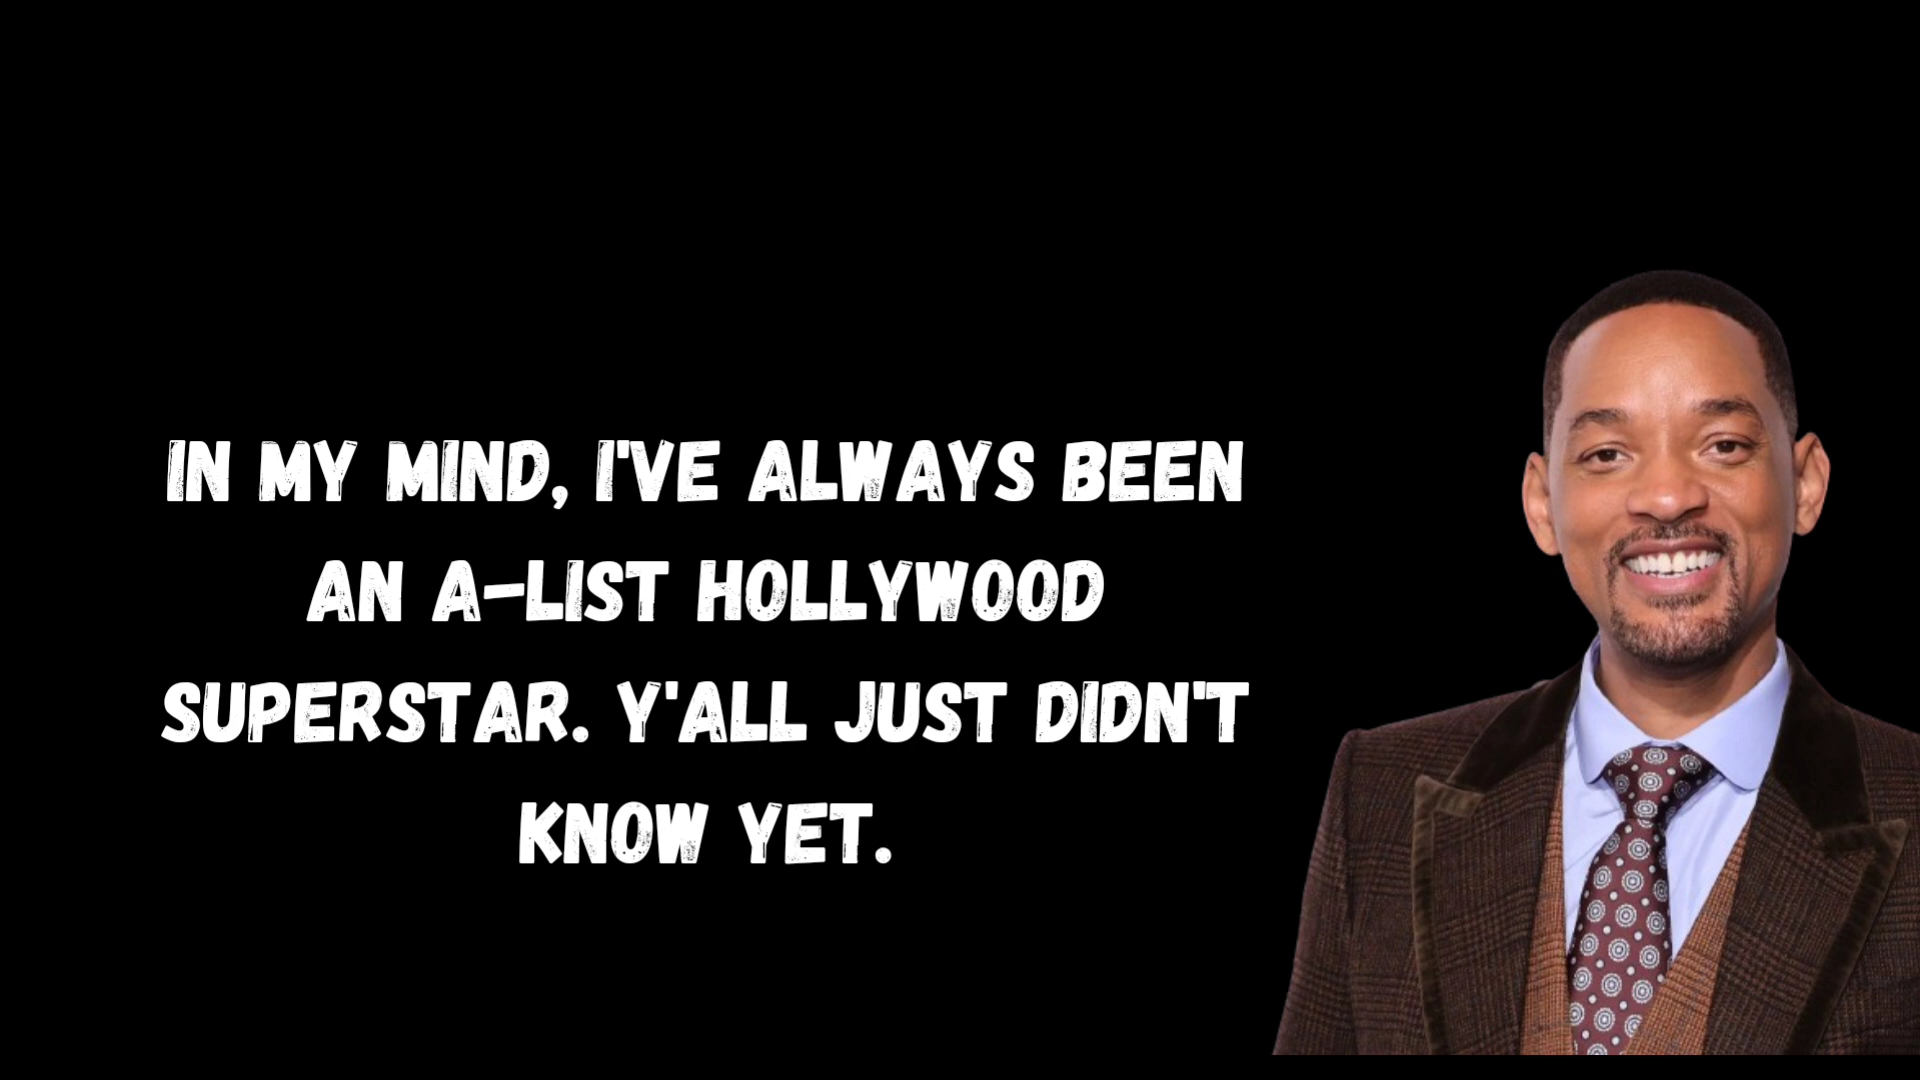 IN MY MIND, I'VE ALWAYS BEEN
AN A-LIST HOLLYWOOD
SUPERSTAR. Y'ALL JUST DIDN'T
KNOW YET.